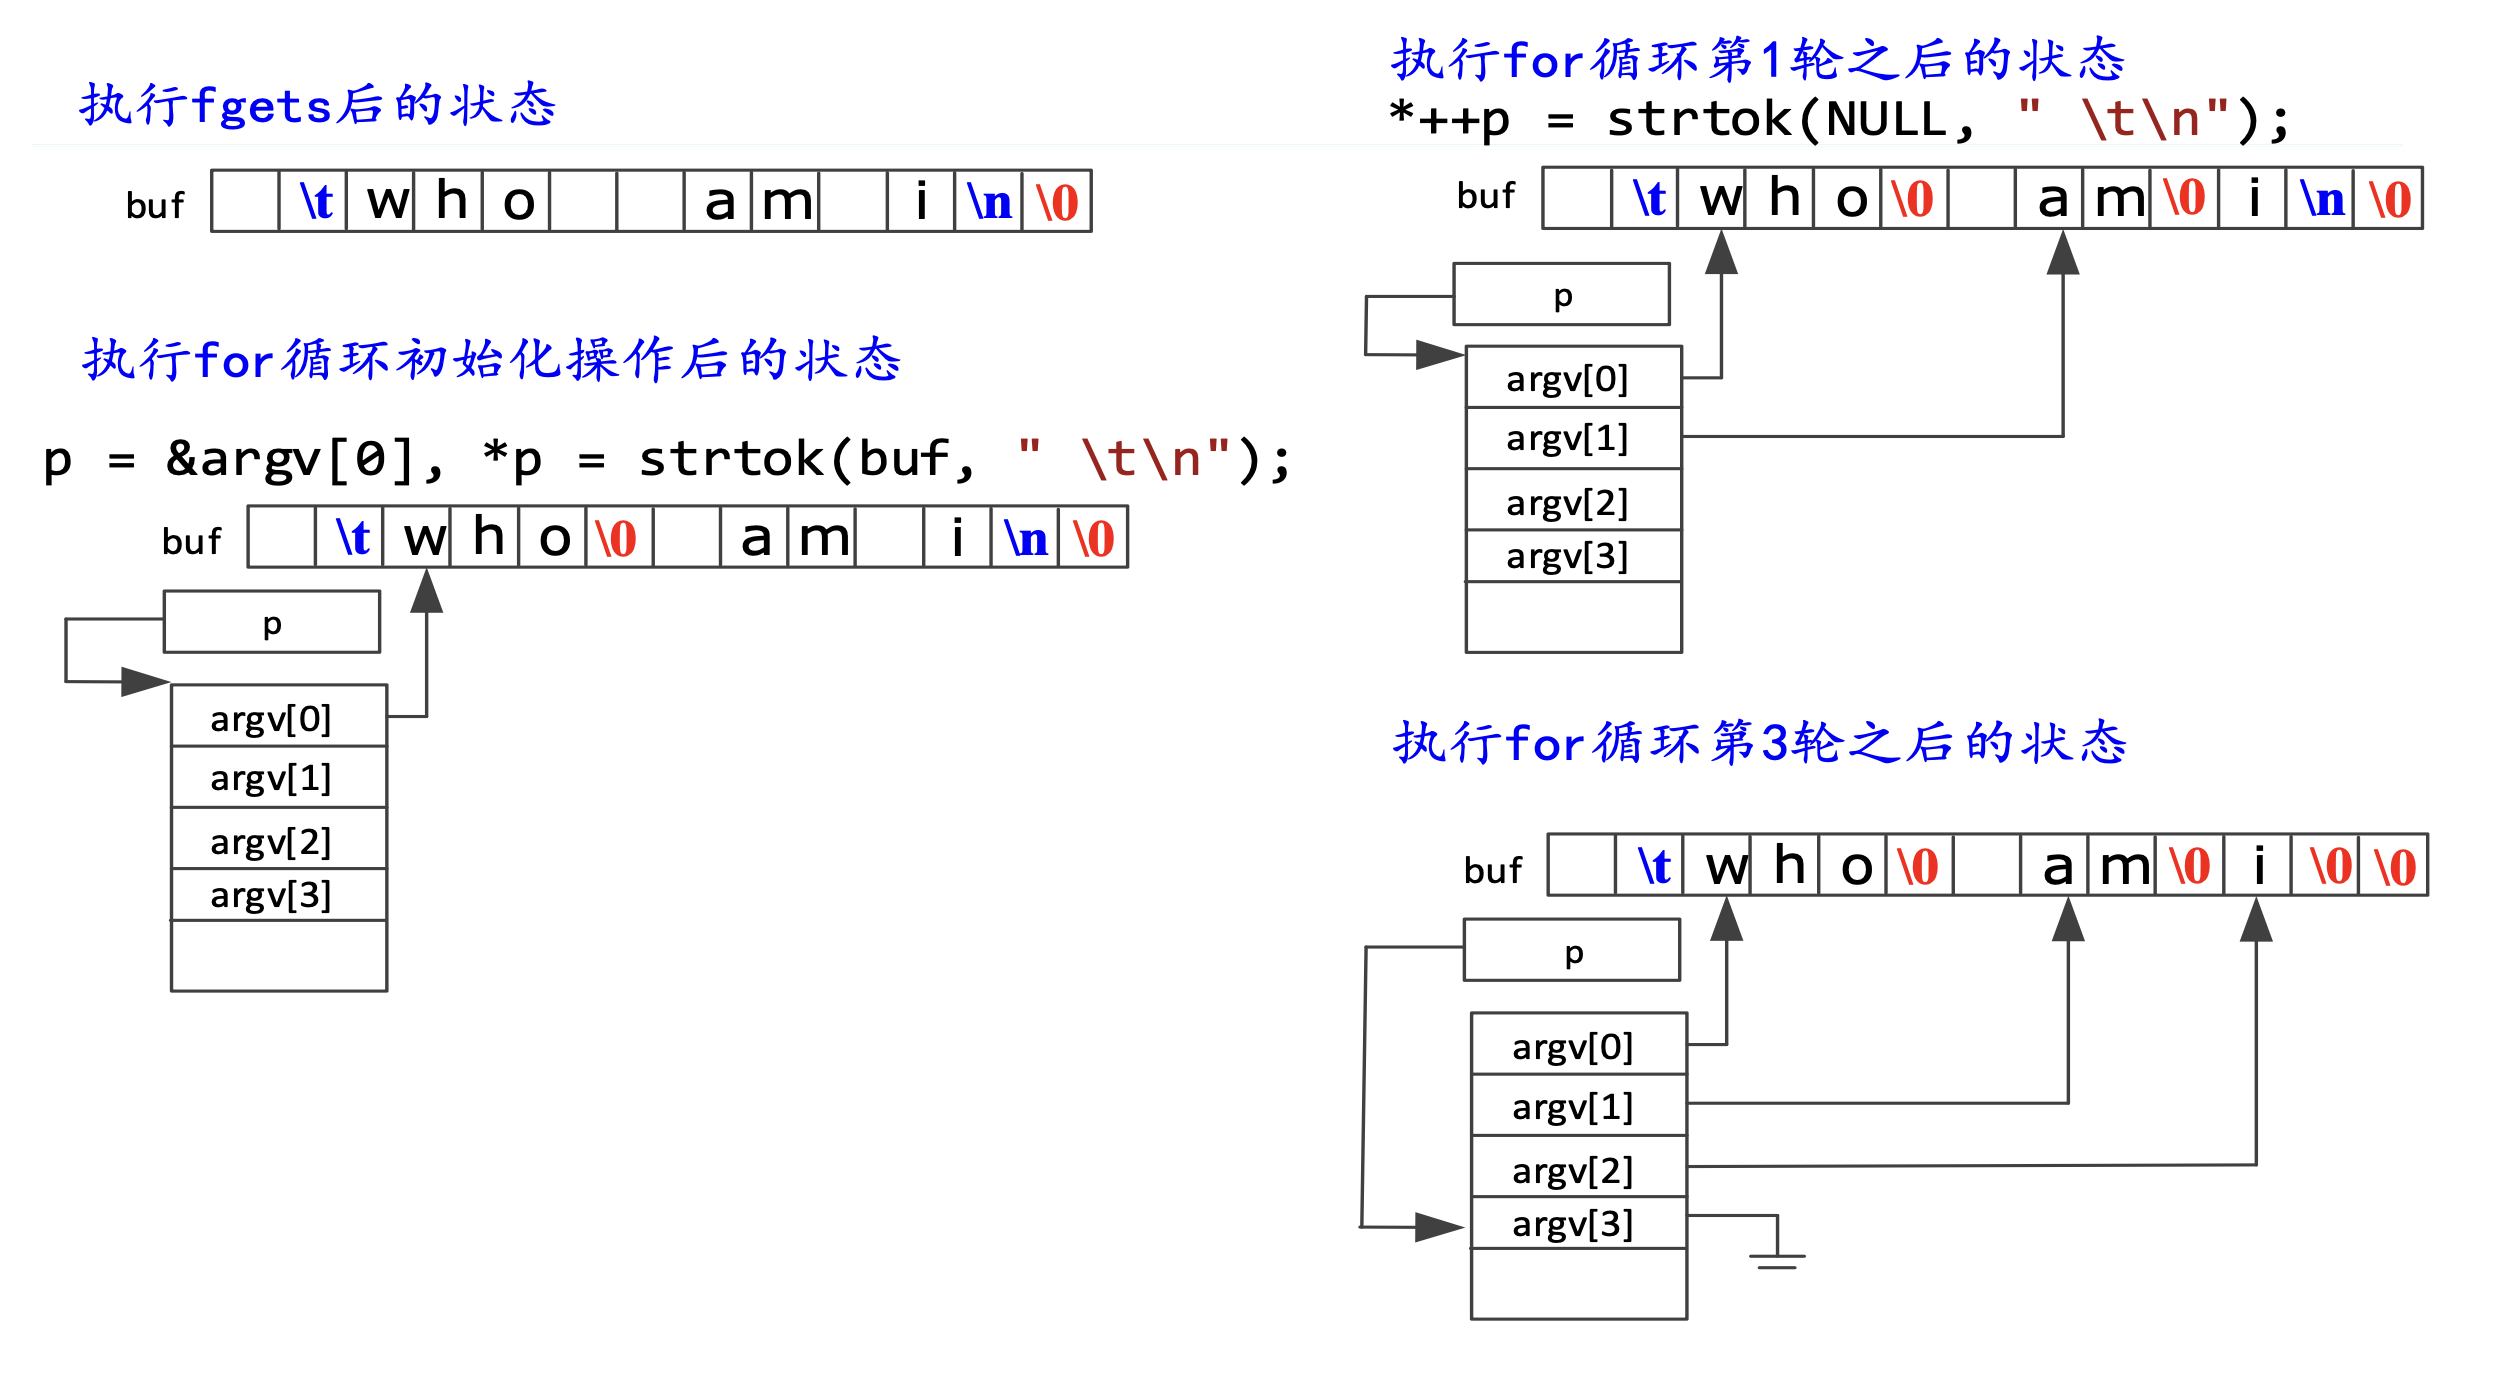 执行fgets后的状态
buf \t w h o a m i \n \0
执行for循环初始化操作后的状态
p = &argv[0], *p = strtok(buf, " \t\n");
buf \t w h o \0 a m i \n \0
p
argv[0]
argv[1]
argv[2]
argv[3]
执行for循环第1轮之后的状态
*++p = strtok(NULL, " \t\n");
buf \t w h o \0 a m \0 i \n \0
p
argv[0]
argv[1]
argv[2]
argv[3]
执行for循环第3轮之后的状态
buf \t w h o \0 a m \0 i \0 \0
p
argv[0]
argv[1]
argv[2]
argv[3]